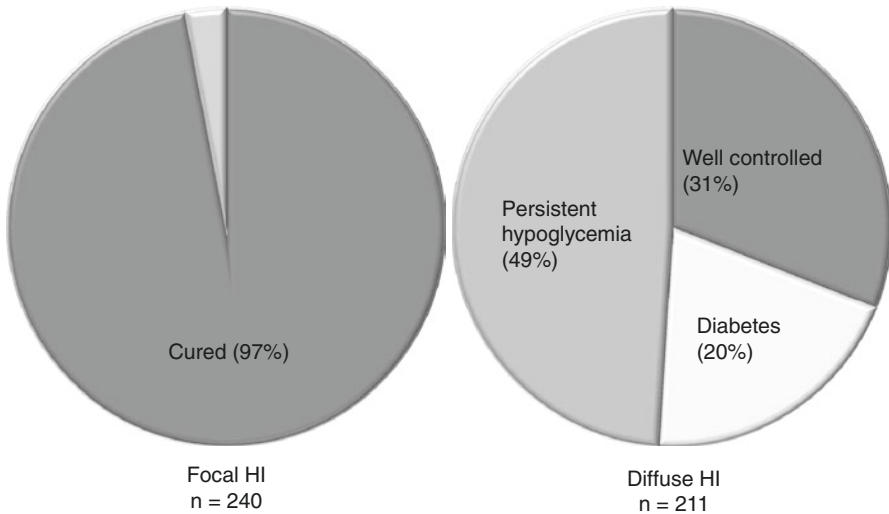 Cured (97%)
Focal HI
n = 240
Well controlled
(31%)
Persistent
hypoglycemia
(49%)
Diabetes
(20%)
Diffuse HI
n = 211